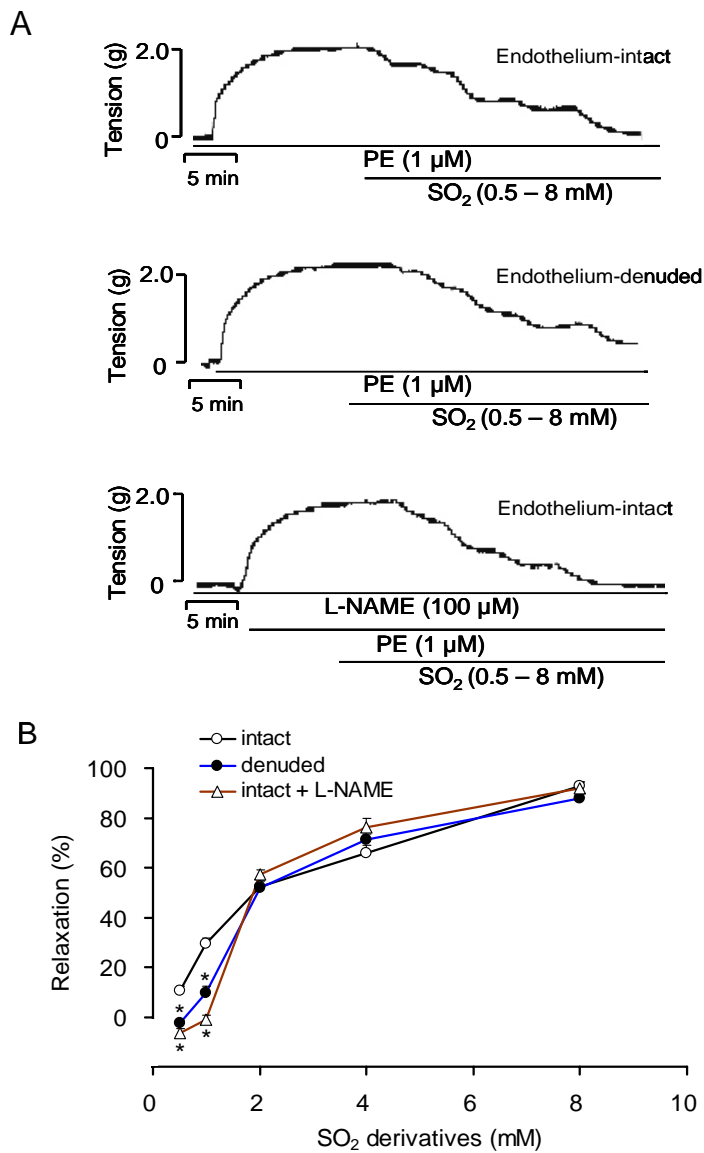 A
Tension (g)
2.0
0
Endothelium-intact
5 min
PE (1 µM)
SO₂ (0.5 – 8 mM)
Tension (g)
2.0
0
Endothelium-denuded
5 min
PE (1 µM)
SO₂ (0.5 – 8 mM)
Tension (g)
2.0
0
Endothelium-intact
5 min
L-NAME (100 µM)
PE (1 µM)
SO₂ (0.5 – 8 mM)
B
intact
denuded
intact + L-NAME
Relaxation (%)
100
80
60
40
20
0
*
*
*
*
0 2 4 6 8 10
SO₂ derivatives (mM)